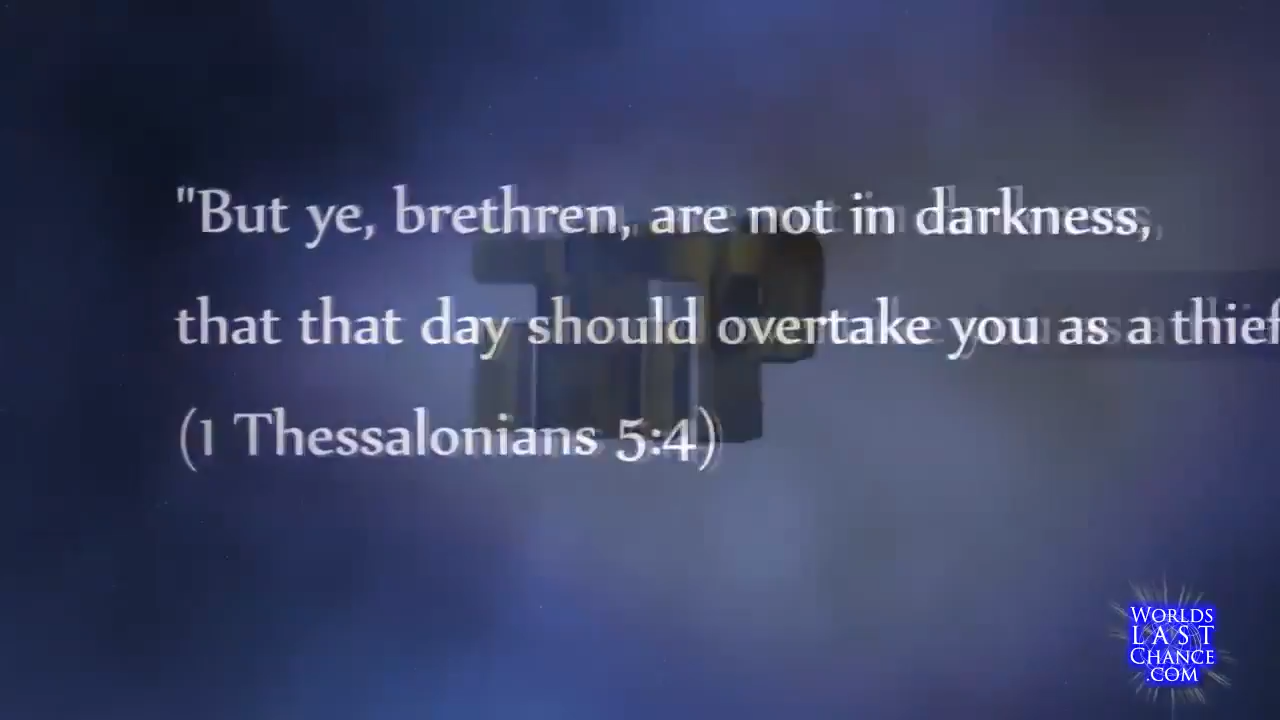 "But ye, brethren, are not in darkness,
that that day should overtake you as a thief
(1 Thessalonians 5:4)
WORLDS
LAST
CHANCE
.COM